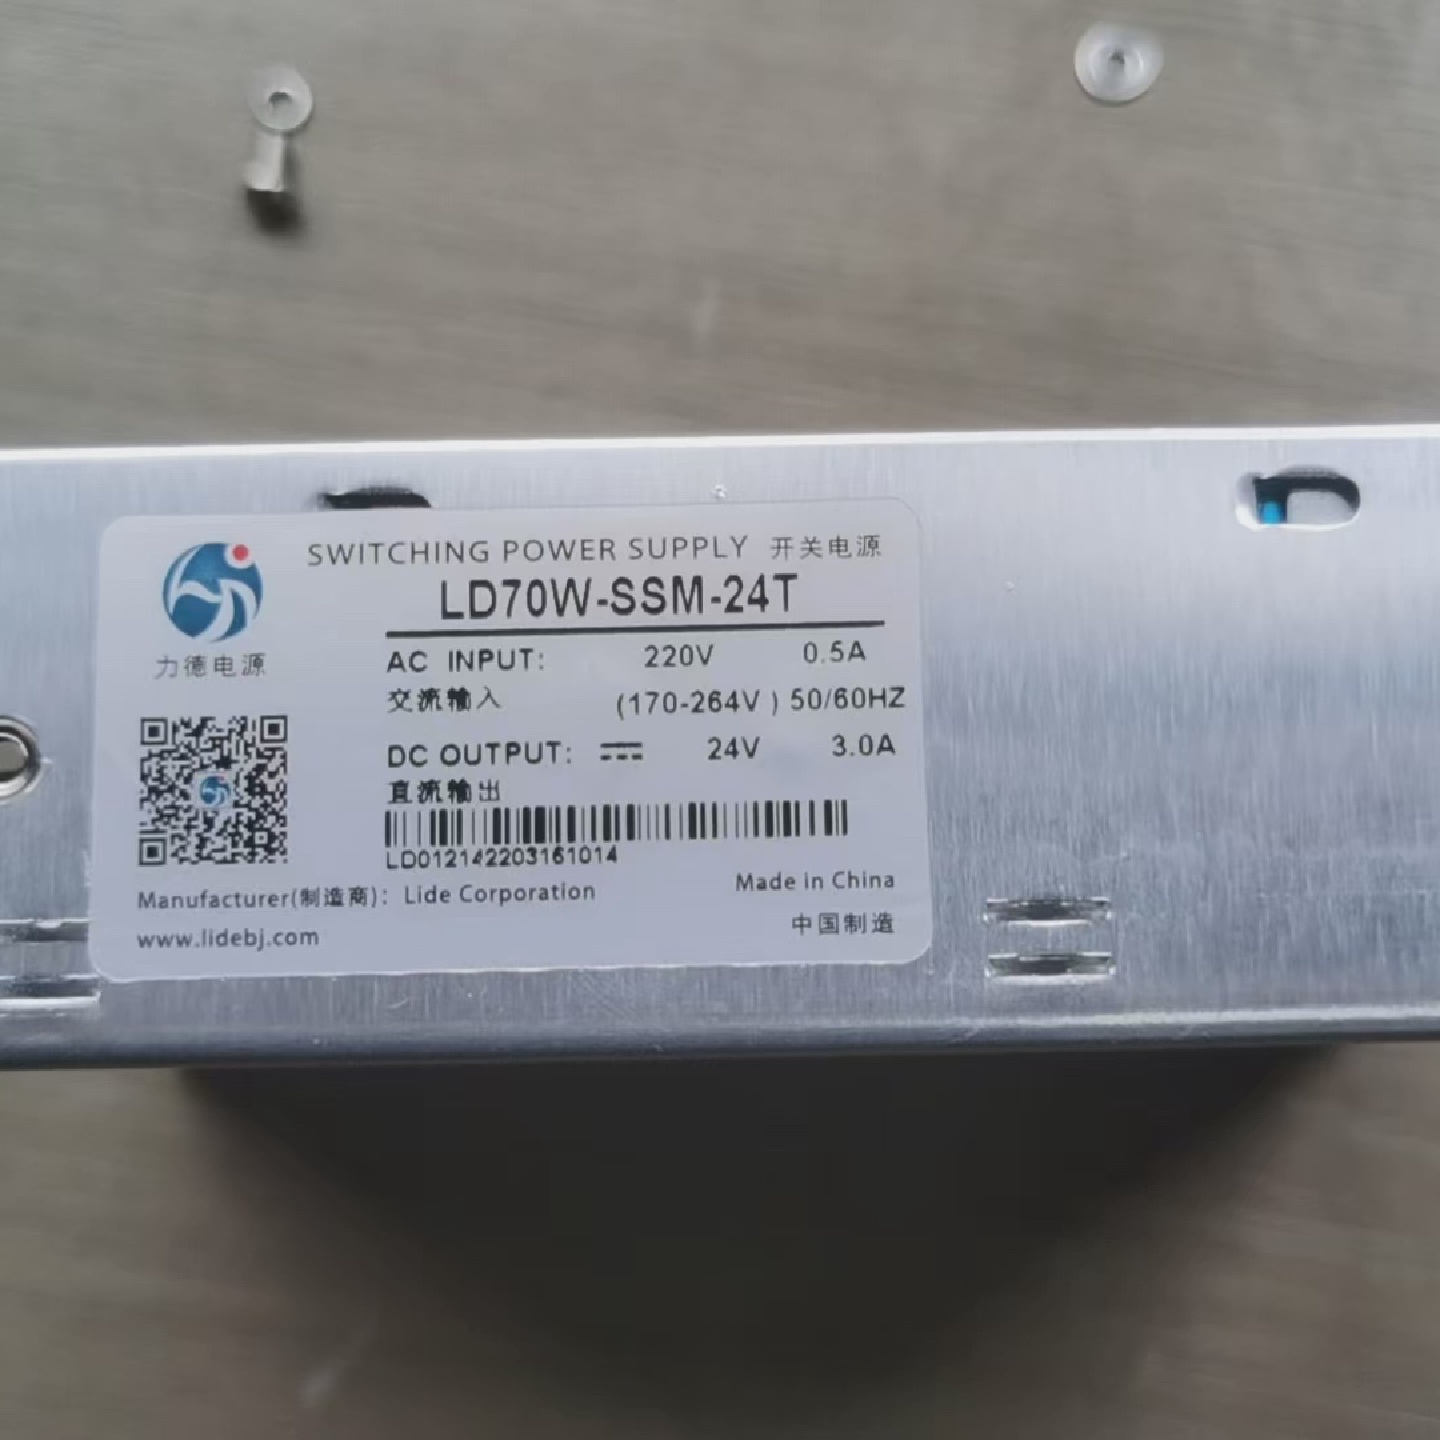 SWITCHING POWER SUPPLY 开关电源
LD70W-SSM-24T
力德电源
AC INPUT: 220V 0.5A
交流输入 (170-264V) 50/60HZ
DC OUTPUT: 24V 3.0A
直流输出
LD012142203161014
Manufacturer(制造商): Lide Corporation Made in China
www.lidebj.com 中国制造